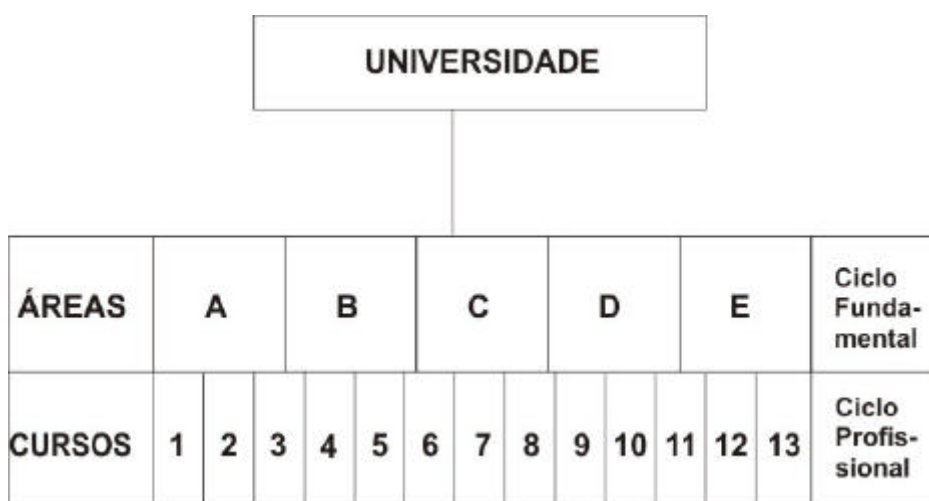 UNIVERSIDADE
ÁREAS A B C D E Ciclo
Funda-
mental
CURSOS 1 2 3 4 5 6 7 8 9 10 11 12 13 Ciclo
Profis-
sional